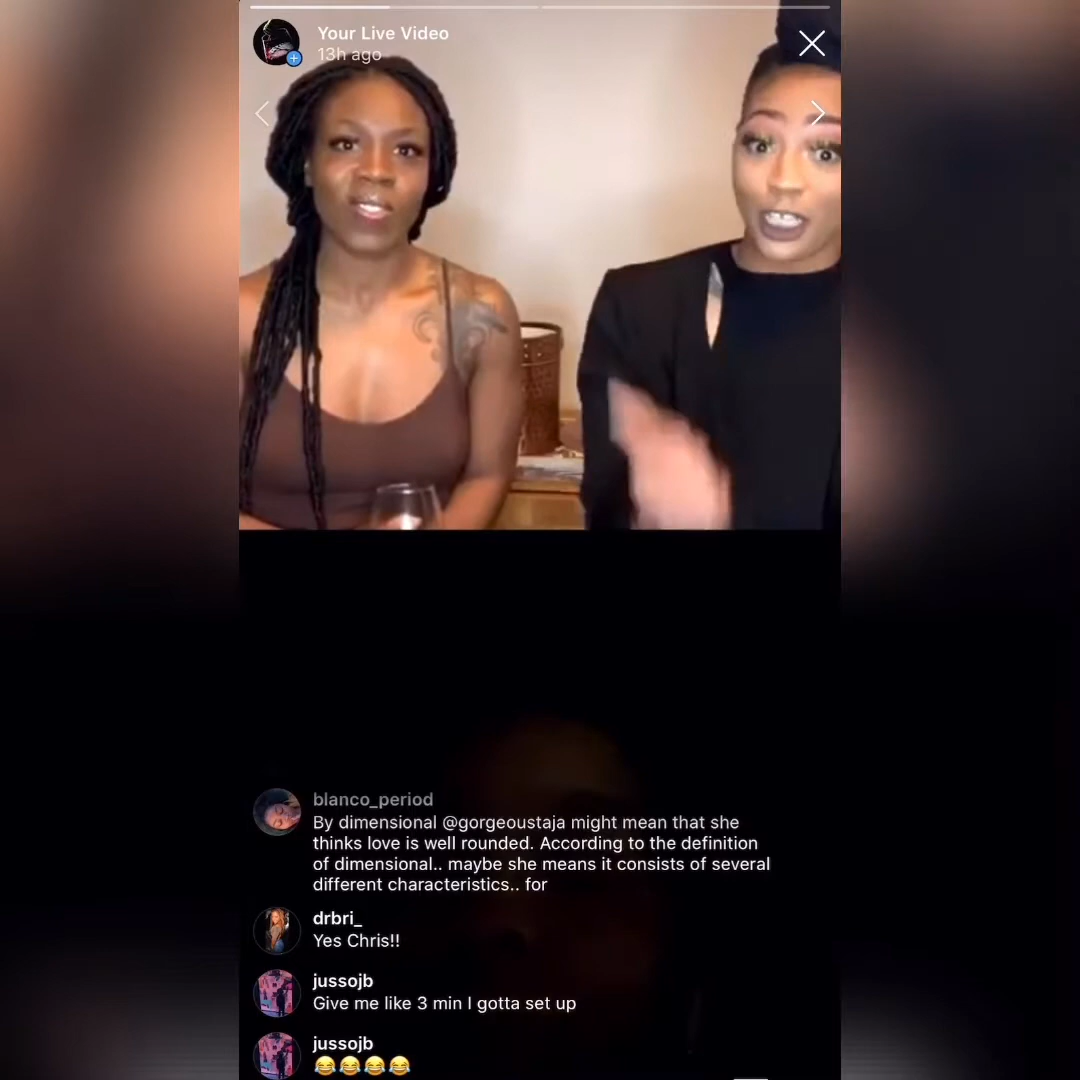 Your Live Video
13h ago
blanco_period
By dimensional @gorgeoustaja might mean that she
thinks love is well rounded. According to the definition
of dimensional.. maybe she means it consists of several
different characteristics.. for
drbri_
Yes Chris!!
jussojb
Give me like 3 min I gotta set up
jussojb
😂😂😂😂